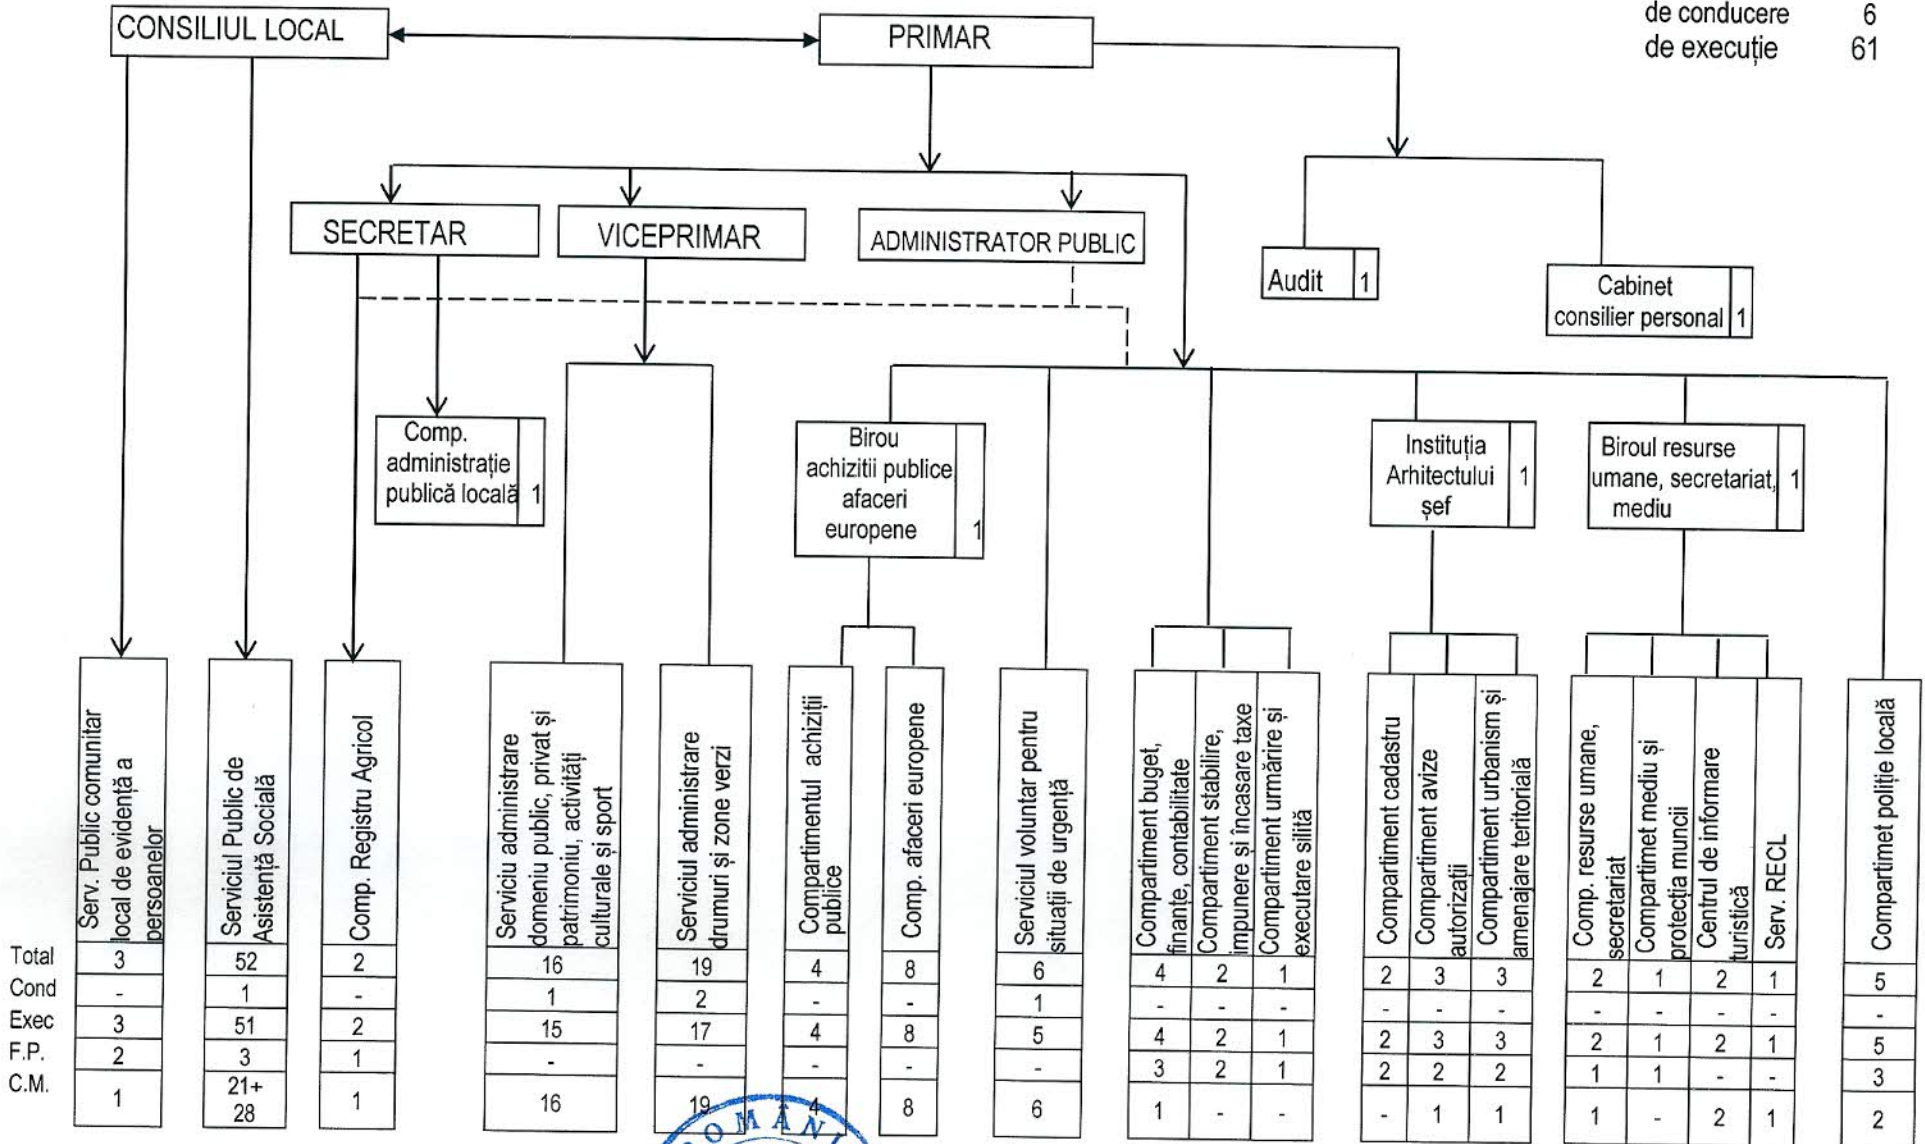 CONSILIUL LOCAL
PRIMAR
de conducere 6
de execuție 61
SECRETAR
VICEPRIMAR
ADMINISTRATOR PUBLIC
Audit 1
Cabinet
consilier personal 1
Comp.
administrație
publică locală 1
Birou
achizitii publice
afaceri
europene 1
Instituția
Arhitectului 1
șef
Biroul resurse
umane, secretariat, 1
mediu
Serv. Public comunitar
local de evidență a
persoanelor
Serviciul Public de
Asistență Socială
Comp. Registru Agricol
Serviciu administrare
domeniu public, privat și
patrimoniu, activități
culturale și sport
Serviciul administrare
drumuri și zone verzi
Compartimentul achiziții
publice
Comp. afaceri europene
Serviciul voluntar pentru
situații de urgență
Compartiment buget,
finanțe, contabilitate
Compartiment stabilire,
impunere si încasare taxe
Compartiment urmărire și
executare silită
Compartiment cadastru
Compartiment avize
autorizații
Compartiment urbanism și
amenajare teritorială
Comp. resurse umane,
secretariat
Compartimet mediu și
protecția muncii
Centrul de informare
turistică
Serv. RECL
Compartimnet poliție locală
Total 3 52 2 16 19 4 8 6 4 2 1 2 3 3 2 1 2 1 5
Cond - 1 - 1 2 - - 1 - - - - - - - - - - -
Exec 3 51 2 15 17 4 8 5 4 2 1 2 3 3 2 1 2 1 5
F.P. 2 3 1 - - - - - 3 2 1 2 2 2 1 1 - - 3
C.M. 1 21+ 28 1 16 19 4 8 6 1 - - - 1 1 1 - 2 1 2
ROMÂNI